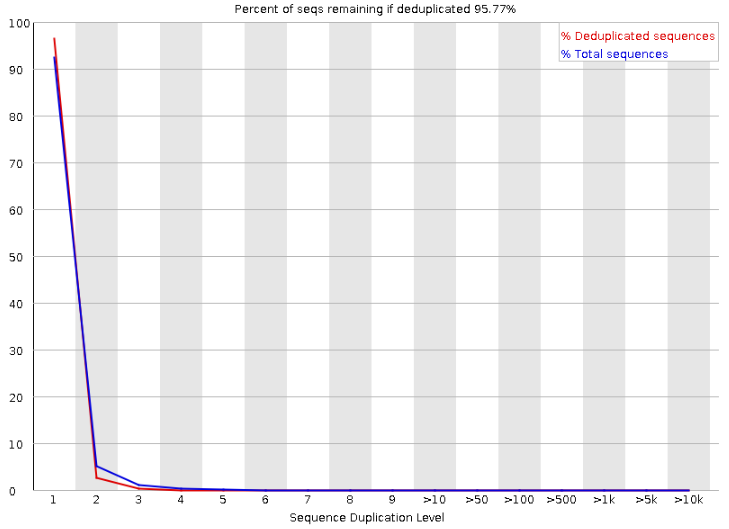 Percent of seqs remaining if deduplicated 95.77%
100
% Deduplicated sequences
% Total sequences
90
80
70
60
50
40
30
20
10
0
1 2 3 4 5 6 7 8 9 >10 >50 >100 >500 >1k >5k >10k
Sequence Duplication Level